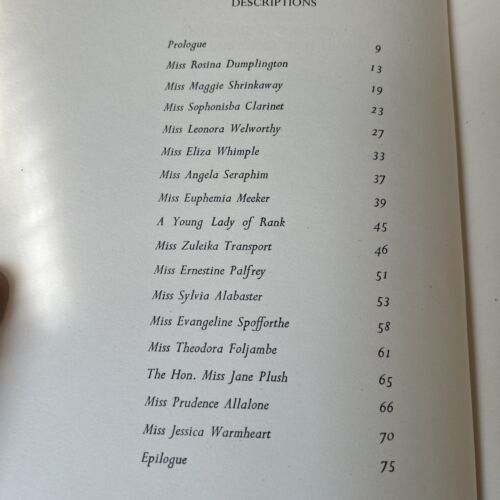 DESCRIPTIONS
Prologue 9
Miss Rosina Dumplington 13
Miss Maggie Shrinkaway 19
Miss Sophonisba Clarinet 23
Miss Leonora Welworthy 27
Miss Eliza Whimple 33
Miss Angela Seraphim 37
Miss Euphemia Meeker 39
A Young Lady of Rank 45
Miss Zuleika Transport 46
Miss Ernestine Palfrey 51
Miss Sylvia Alabaster 53
Miss Evangeline Spofforthe 58
Miss Theodora Foljambe 61
The Hon. Miss Jane Plush 65
Miss Prudence Allalone 66
Miss Jessica Warmheart 70
Epilogue 75